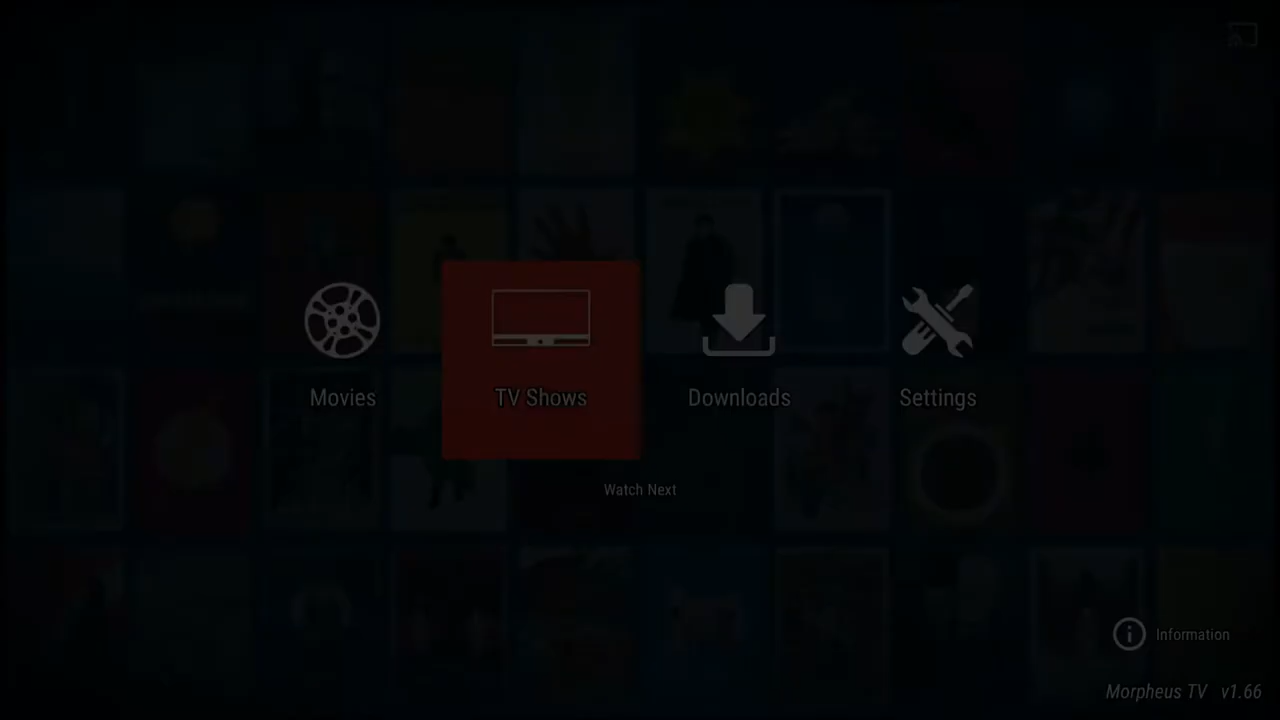 Movies
TV Shows
Downloads
Settings
Watch Next
Information
Morpheus TV v1.66